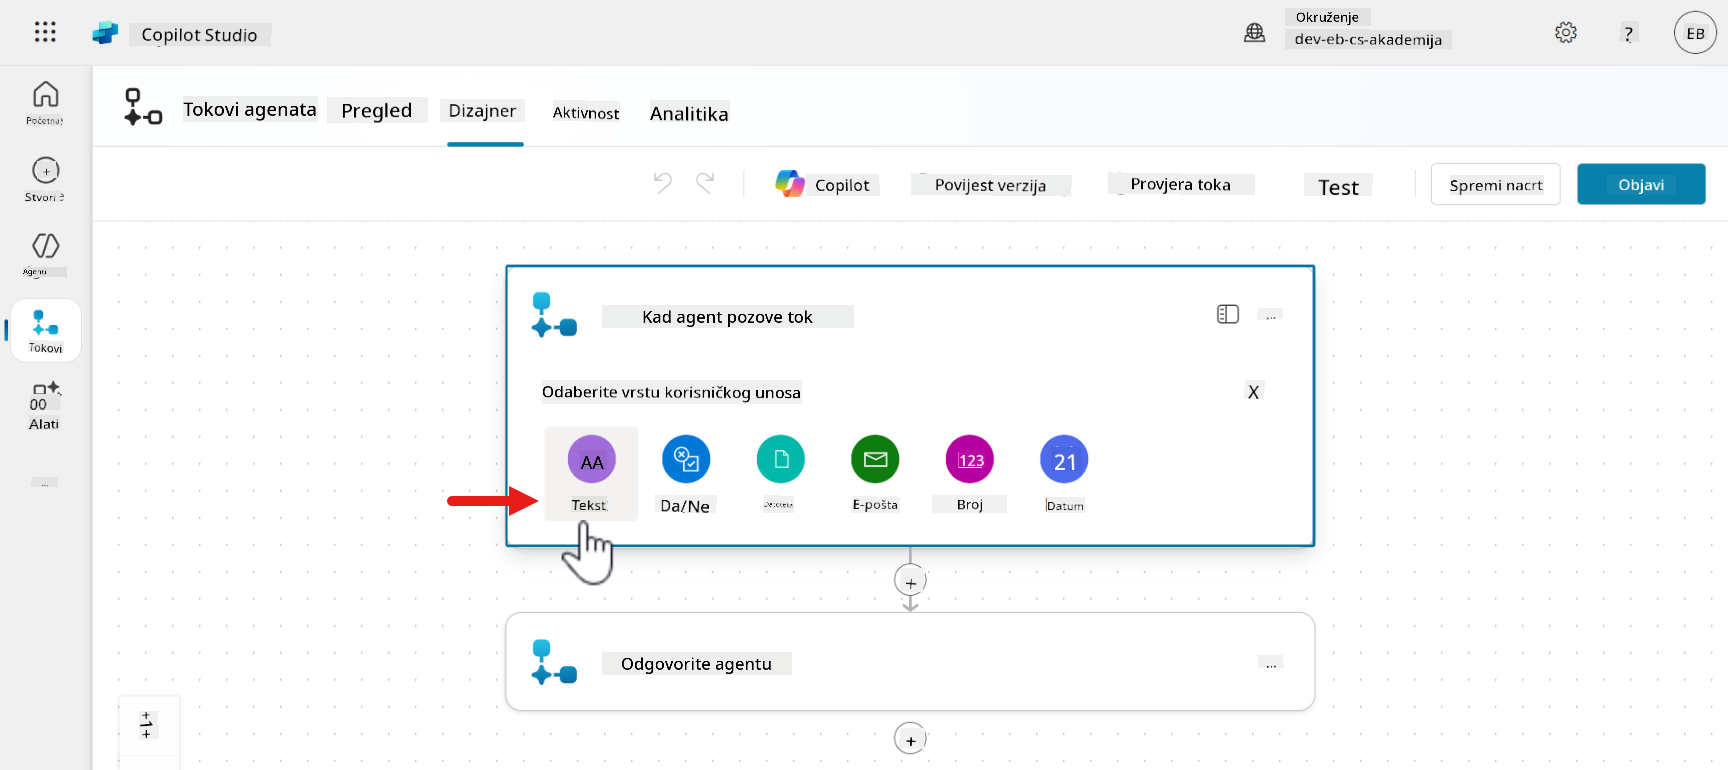 Copilot Studio
Okruženje
dev-eb-cs-akademija
?
EB
Početna
Tokovi agenata
Pregled
Dizajner
Aktivnost
Analitika
Stvori
Copilot
Povijest verzija
Provjera toka
Test
Spremi nacrt
Objavi
Agenti
Tokovi
Alati
...
Kad agent pozove tok
...
Odaberite vrstu korisničkog unosa
X
AA
123
21
Tekst
Da/Ne
Datoteka
E-pošta
Broj
Datum
+
Odgovorite agentu
...
+